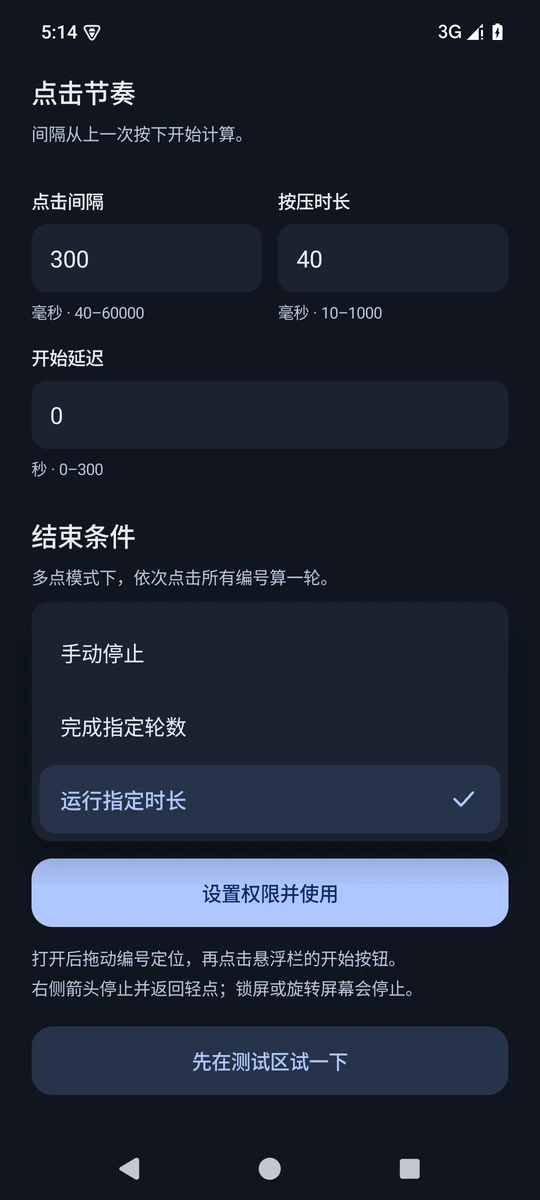 5:14
3G
点击节奏
间隔从上一次按下开始计算。
点击间隔
按压时长
300
40
毫秒 · 40–60000
毫秒 · 10–1000
开始延迟
0
秒 · 0–300
结束条件
多点模式下，依次点击所有编号算一轮。
手动停止
完成指定轮数
运行指定时长
设置权限并使用
打开后拖动编号定位，再点击悬浮栏的开始按钮。
右侧箭头停止并返回轻点；锁屏或旋转屏幕会停止。
先在测试区试一下